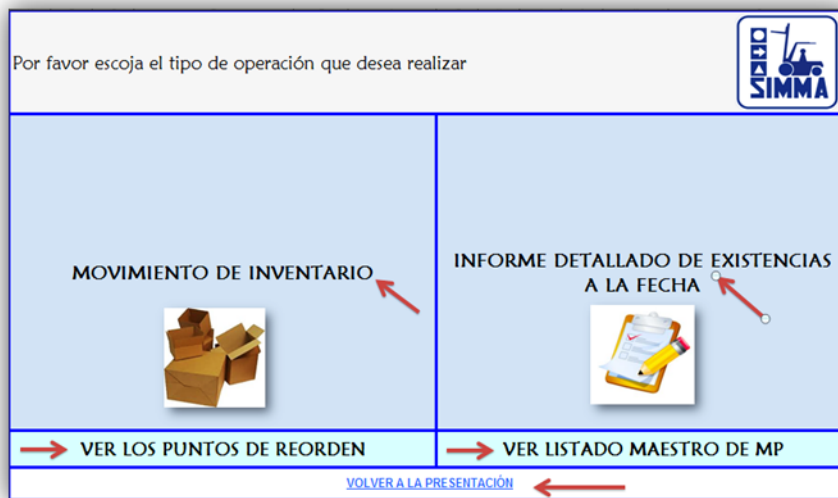 Por favor escoja el tipo de operación que desea realizar
SIMMA
MOVIMIENTO DE INVENTARIO
INFORME DETALLADO DE EXISTENCIAS
A LA FECHA
VER LOS PUNTOS DE REORDEN
VER LISTADO MAESTRO DE MP
VOLVER A LA PRESENTACIÓN